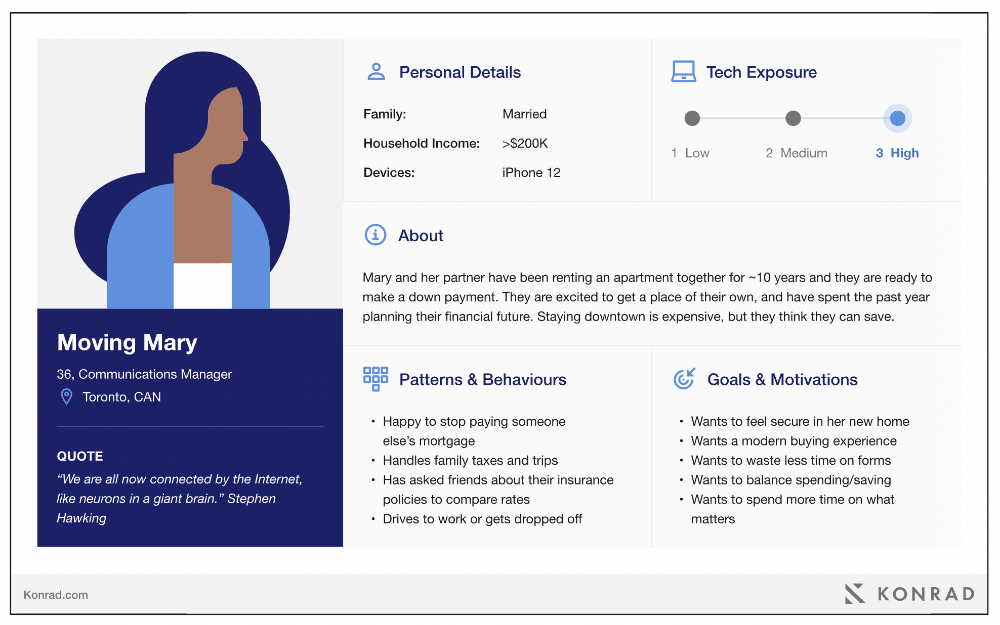 Moving Mary
36, Communications Manager
Toronto, CAN
QUOTE
“We are all now connected by the Internet,
like neurons in a giant brain.” Stephen
Hawking
Personal Details
Family: Married
Household Income: >$200K
Devices: iPhone 12
Tech Exposure
1 Low 2 Medium 3 High
About
Mary and her partner have been renting an apartment together for ~10 years and they are ready to
make a down payment. They are excited to get a place of their own, and have spent the past year
planning their financial future. Staying downtown is expensive, but they think they can save.
Patterns & Behaviours
• Happy to stop paying someone
else’s mortgage
• Handles family taxes and trips
• Has asked friends about their insurance
policies to compare rates
• Drives to work or gets dropped off
Goals & Motivations
• Wants to feel secure in her new home
• Wants a modern buying experience
• Wants to waste less time on forms
• Wants to balance spending/saving
• Wants to spend more time on what
matters
Konrad.com
KONRAD